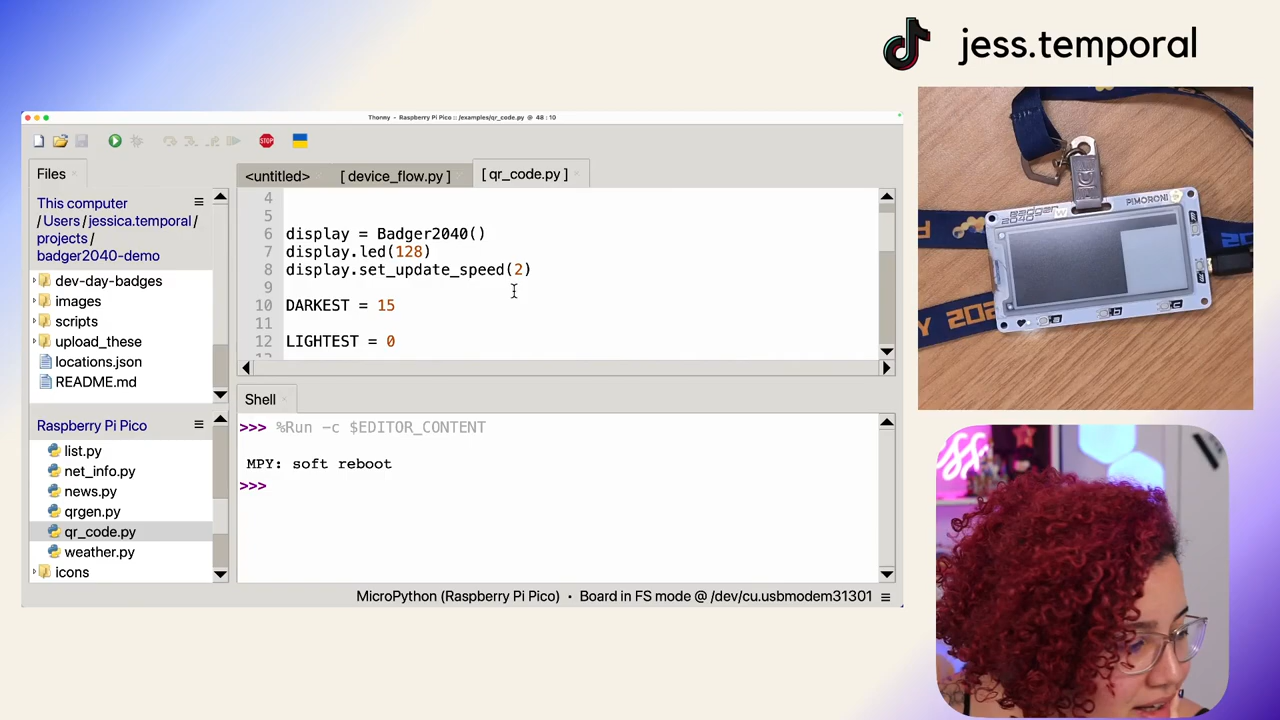 jess.temporal
Thonny - Raspberry Pi Pico :: /examples/qr_code.py @ 48 : 10
STOP
Files
<untitled>
[ device_flow.py ]
[ qr_code.py ]
This computer
/ Users / jessica.temporal /
projects /
badger2040-demo
dev-day-badges
images
scripts
upload_these
locations.json
README.md
4
5
6 display = Badger2040()
7 display.led(128)
8 display.set_update_speed(2)
9
10 DARKEST = 15
11
12 LIGHTEST = 0
Raspberry Pi Pico
list.py
net_info.py
news.py
qrgen.py
qr_code.py
weather.py
icons
Shell
>>> %Run -c $EDITOR_CONTENT
MPY: soft reboot
>>>
MicroPython (Raspberry Pi Pico) • Board in FS mode @ /dev/cu.usbmodem31301 ≡
badger
2040 W
PIMORONI
a
b
c